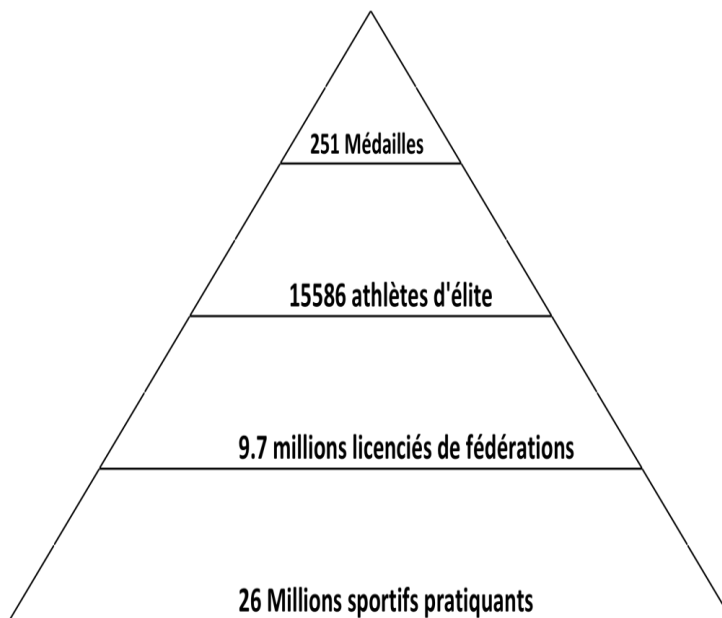 251 Médailles
15586 athlètes d'élite
9.7 millions licenciés de fédérations
26 Millions sportifs pratiquants